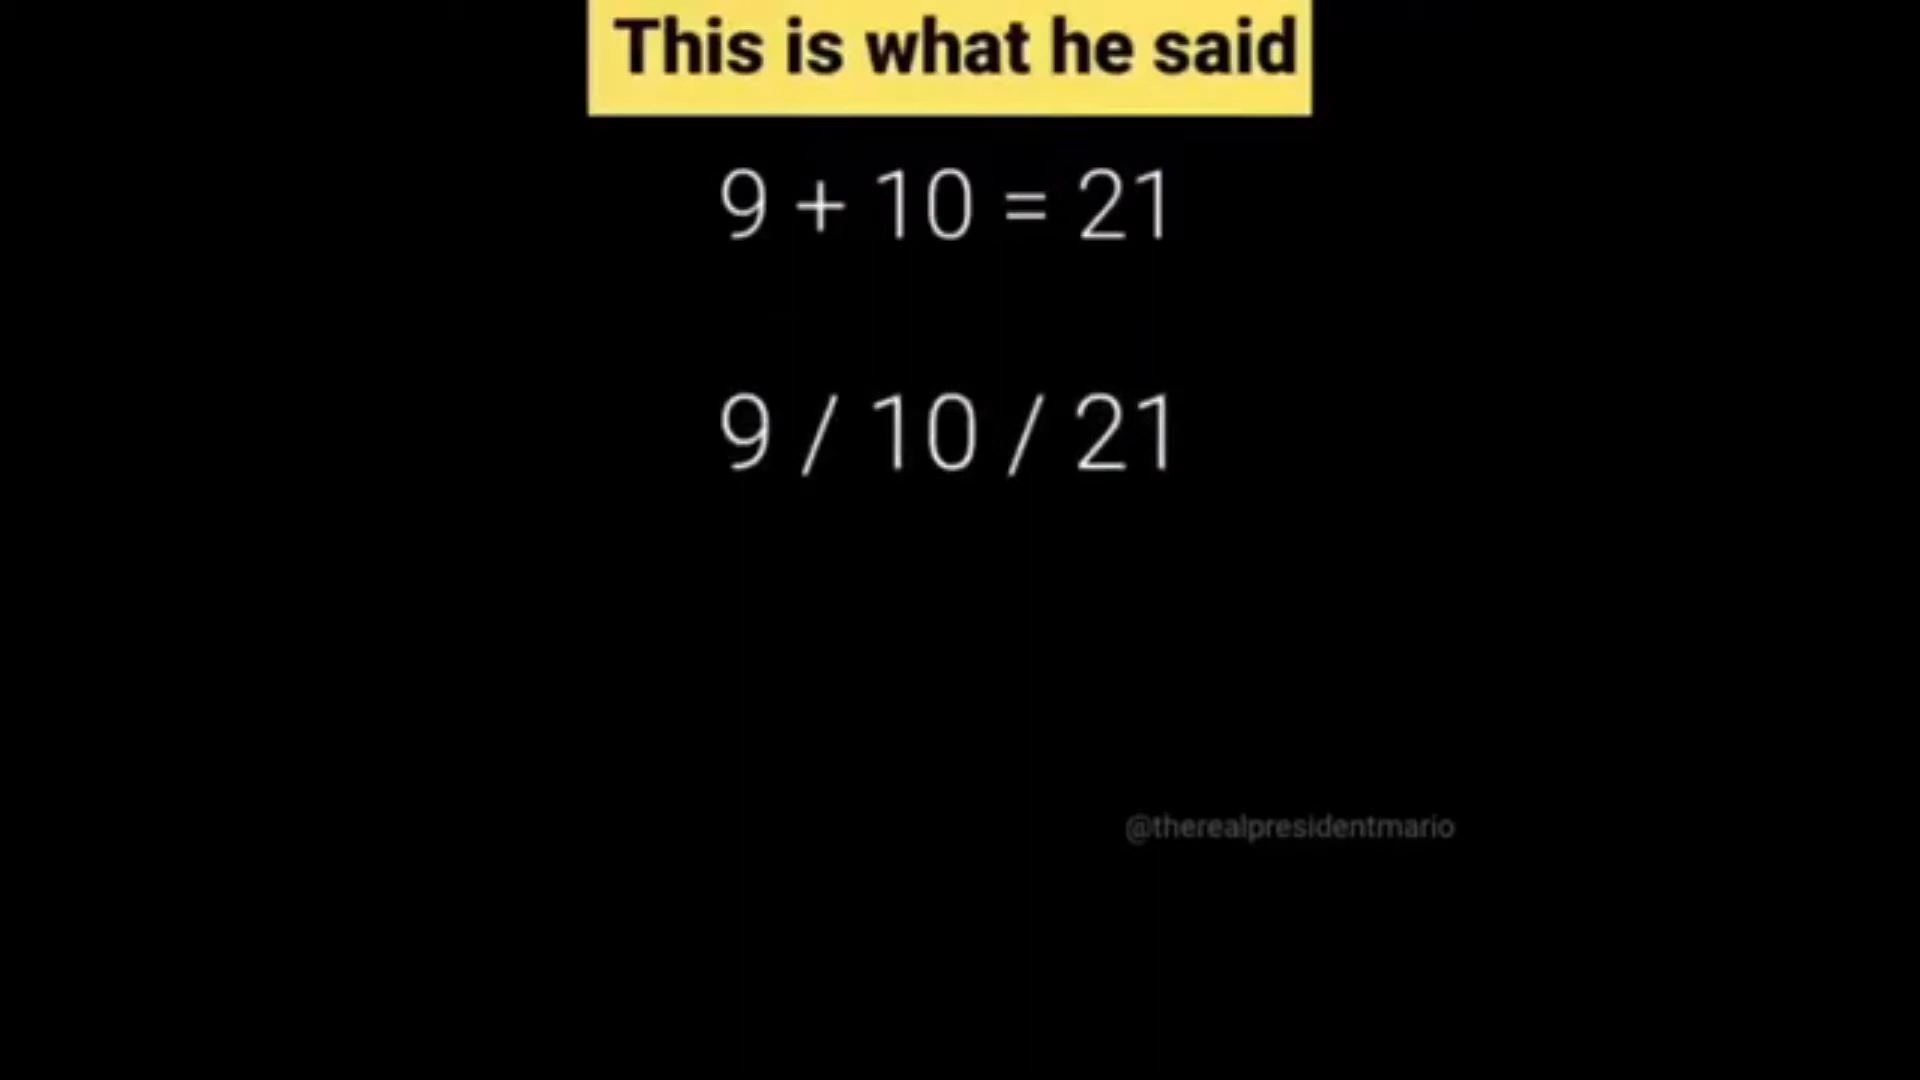 This is what he said
9 + 10 = 21
9 / 10 / 21
@therealpresidentmario